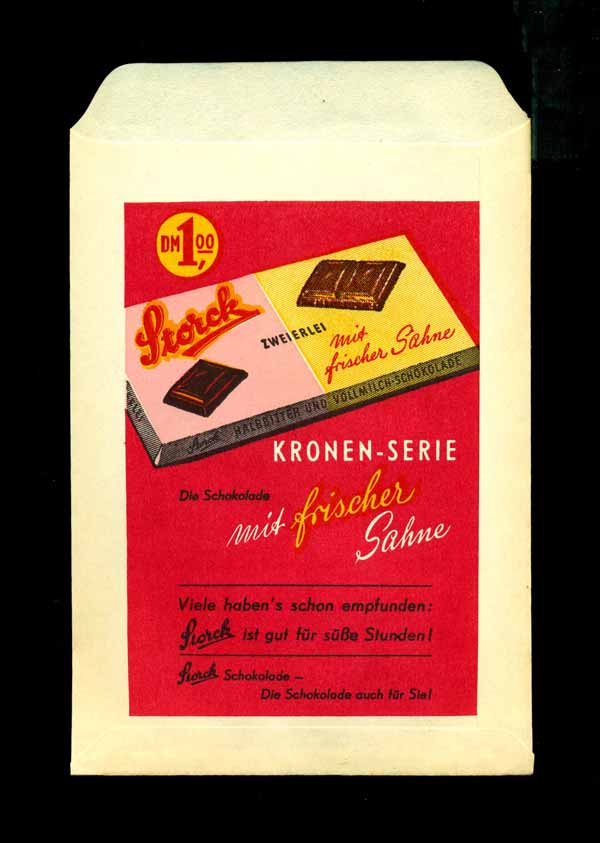 DM 1,00
Storck
ZWEIERLEI
mit
frischer Sahne
Storck HALBBITTER UND VOLLMILCH-SCHOKOLADE
KRONEN-SERIE
Die Schokolade
mit frischer
Sahne
Viele haben's schon empfunden:
Storck ist gut für süße Stunden!
Storck Schokolade –
Die Schokolade auch für Sie!